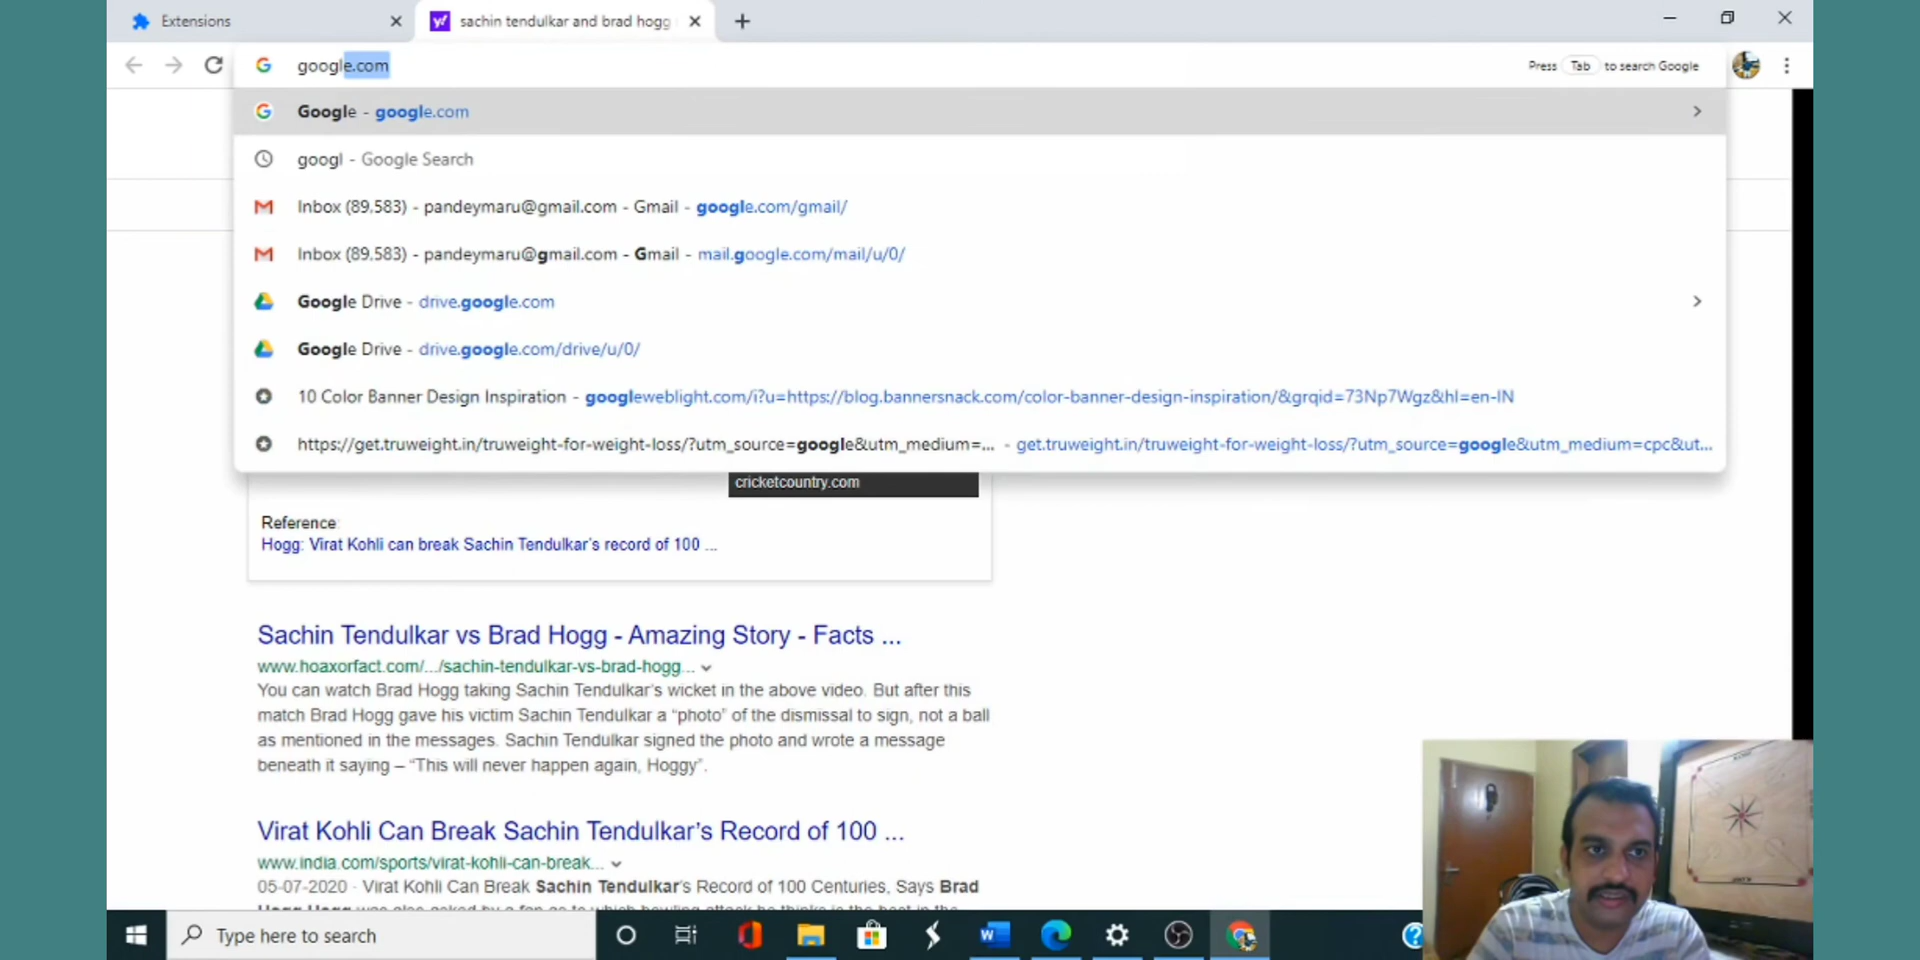 Extensions
sachin tendulkar and brad hogg
google.com
Press Tab to search Google
Google - google.com
googl - Google Search
Inbox (89,583) - pandeymaru@gmail.com - Gmail - google.com/gmail/
Inbox (89,583) - pandeymaru@gmail.com - Gmail - mail.google.com/mail/u/0/
Google Drive - drive.google.com
Google Drive - drive.google.com/drive/u/0/
10 Color Banner Design Inspiration - googleweblight.com/i?u=https://blog.bannersnack.com/color-banner-design-inspiration/&grqid=73Np7Wgz&hl=en-IN
https://get.truweight.in/truweight-for-weight-loss/?utm_source=google&utm_medium=... - get.truweight.in/truweight-for-weight-loss/?utm_source=google&utm_medium=cpc&ut...
cricketcountry.com
Reference:
Hogg: Virat Kohli can break Sachin Tendulkar's record of 100 ...
Sachin Tendulkar vs Brad Hogg - Amazing Story - Facts ...
www.hoaxorfact.com/.../sachin-tendulkar-vs-brad-hogg...
You can watch Brad Hogg taking Sachin Tendulkar's wicket in the above video. But after this
match Brad Hogg gave his victim Sachin Tendulkar a “photo” of the dismissal to sign, not a ball
as mentioned in the messages. Sachin Tendulkar signed the photo and wrote a message
beneath it saying – “This will never happen again, Hoggy”.
Virat Kohli Can Break Sachin Tendulkar's Record of 100 ...
www.india.com/sports/virat-kohli-can-break...
05-07-2020 · Virat Kohli Can Break Sachin Tendulkar's Record of 100 Centuries, Says Brad
Type here to search